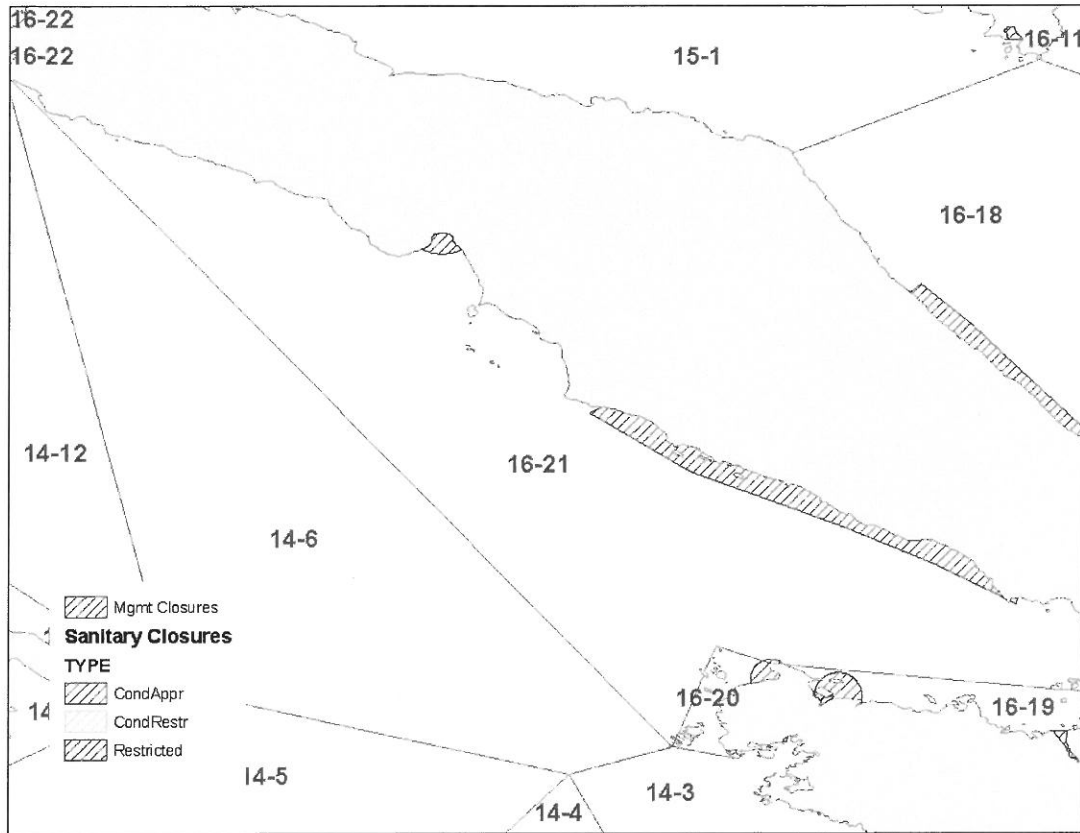 16-22
16-22
15-1
16-11
16-18
14-12
16-21
14-6
Mgmt Closures
Sanitary Closures
TYPE
CondAppr
CondRestr
Restricted
14
16-20
16-19
14-5
14-3
14-4